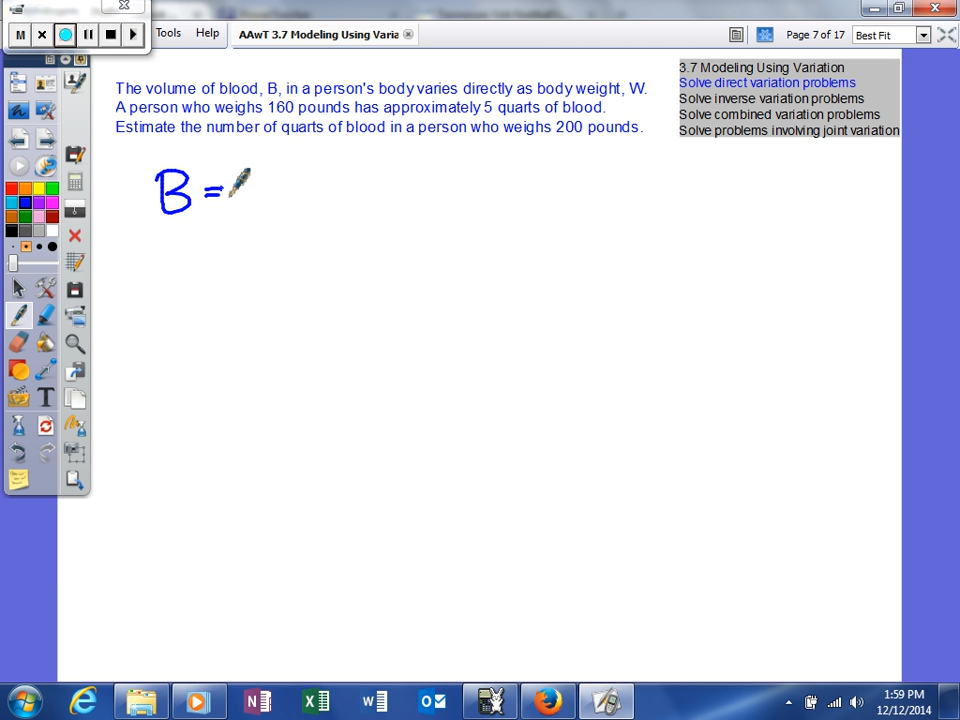 M
Tools Help AAwT 3.7 Modeling Using Varia Page 7 of 17 Best Fit
The volume of blood, B, in a person's body varies directly as body weight, W.
A person who weighs 160 pounds has approximately 5 quarts of blood.
Estimate the number of quarts of blood in a person who weighs 200 pounds.
3.7 Modeling Using Variation
Solve direct variation problems
Solve inverse variation problems
Solve combined variation problems
Solve problems involving joint variation
B =
T
1:59 PM
12/12/2014